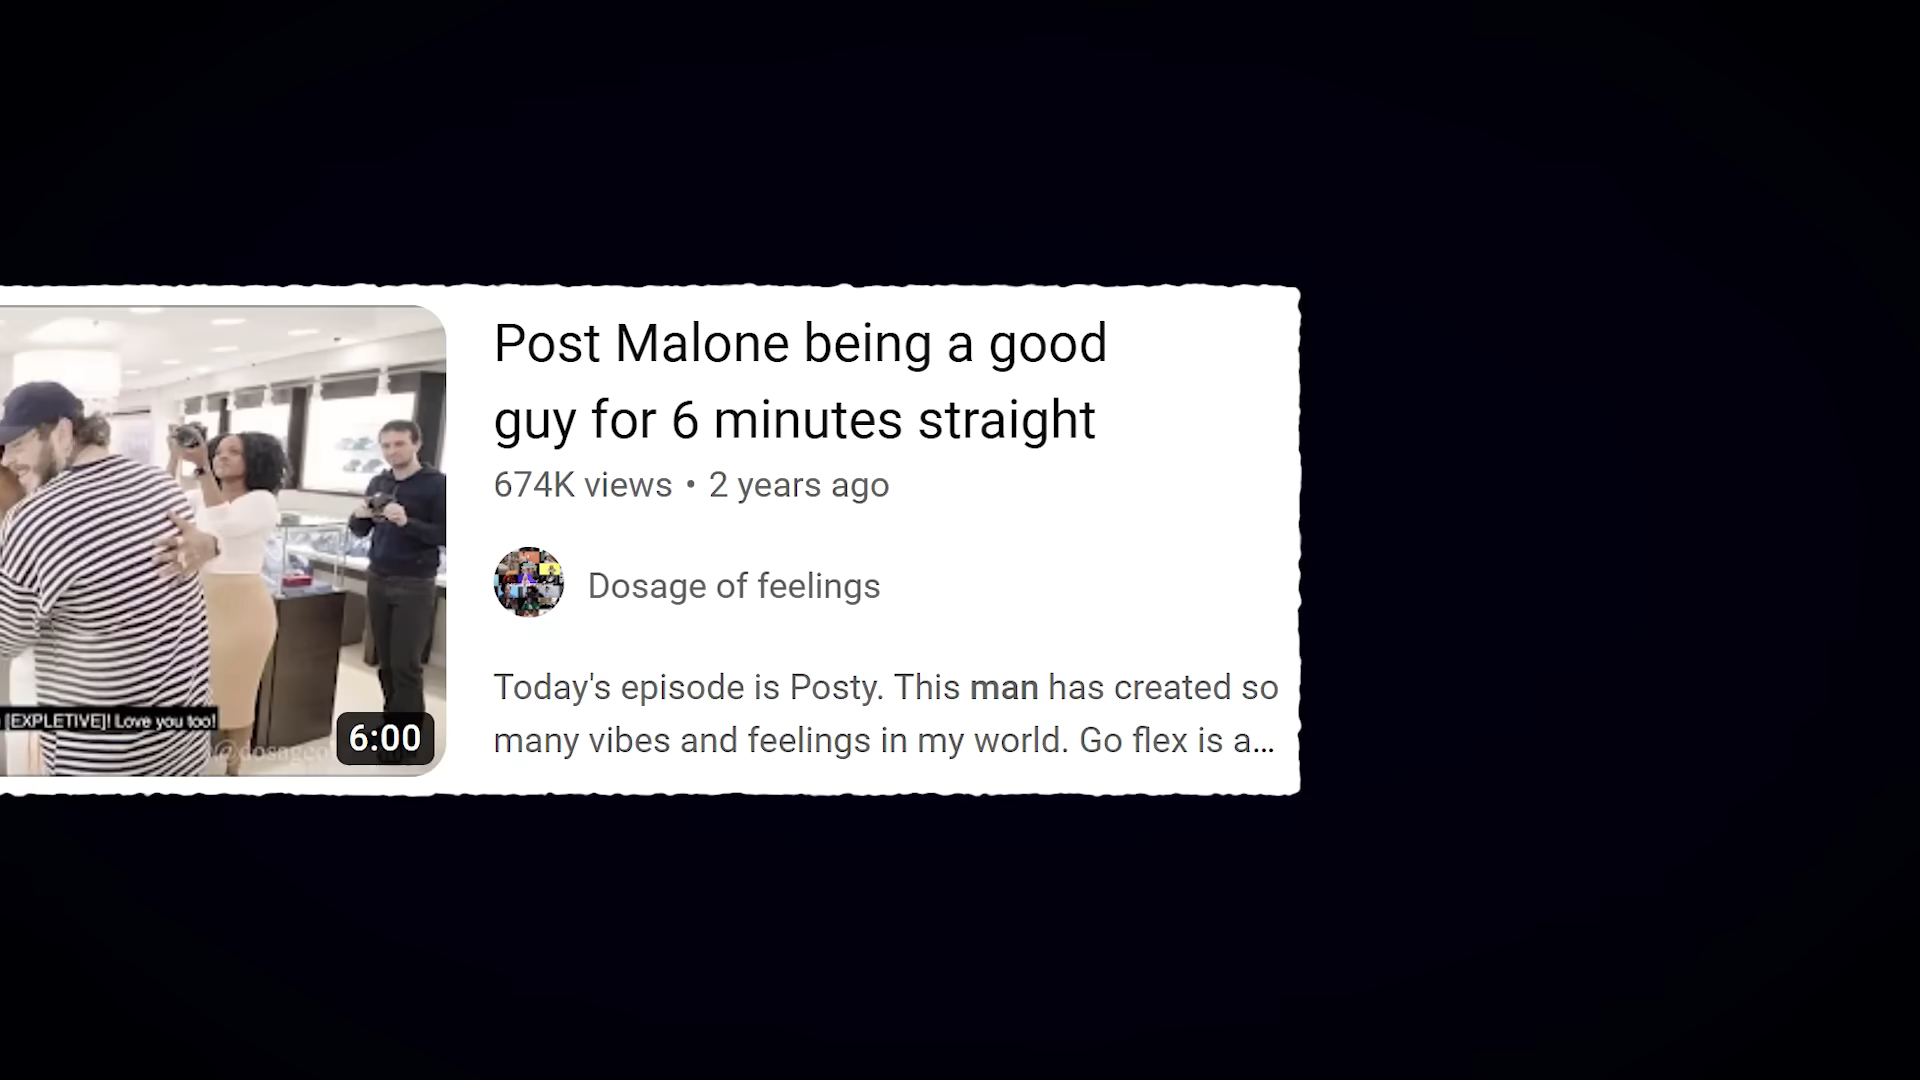 Post Malone being a good
guy for 6 minutes straight
674K views • 2 years ago
Dosage of feelings
Today's episode is Posty. This man has created so
many vibes and feelings in my world. Go flex is a...
[EXPLETIVE]! Love you too!
6:00